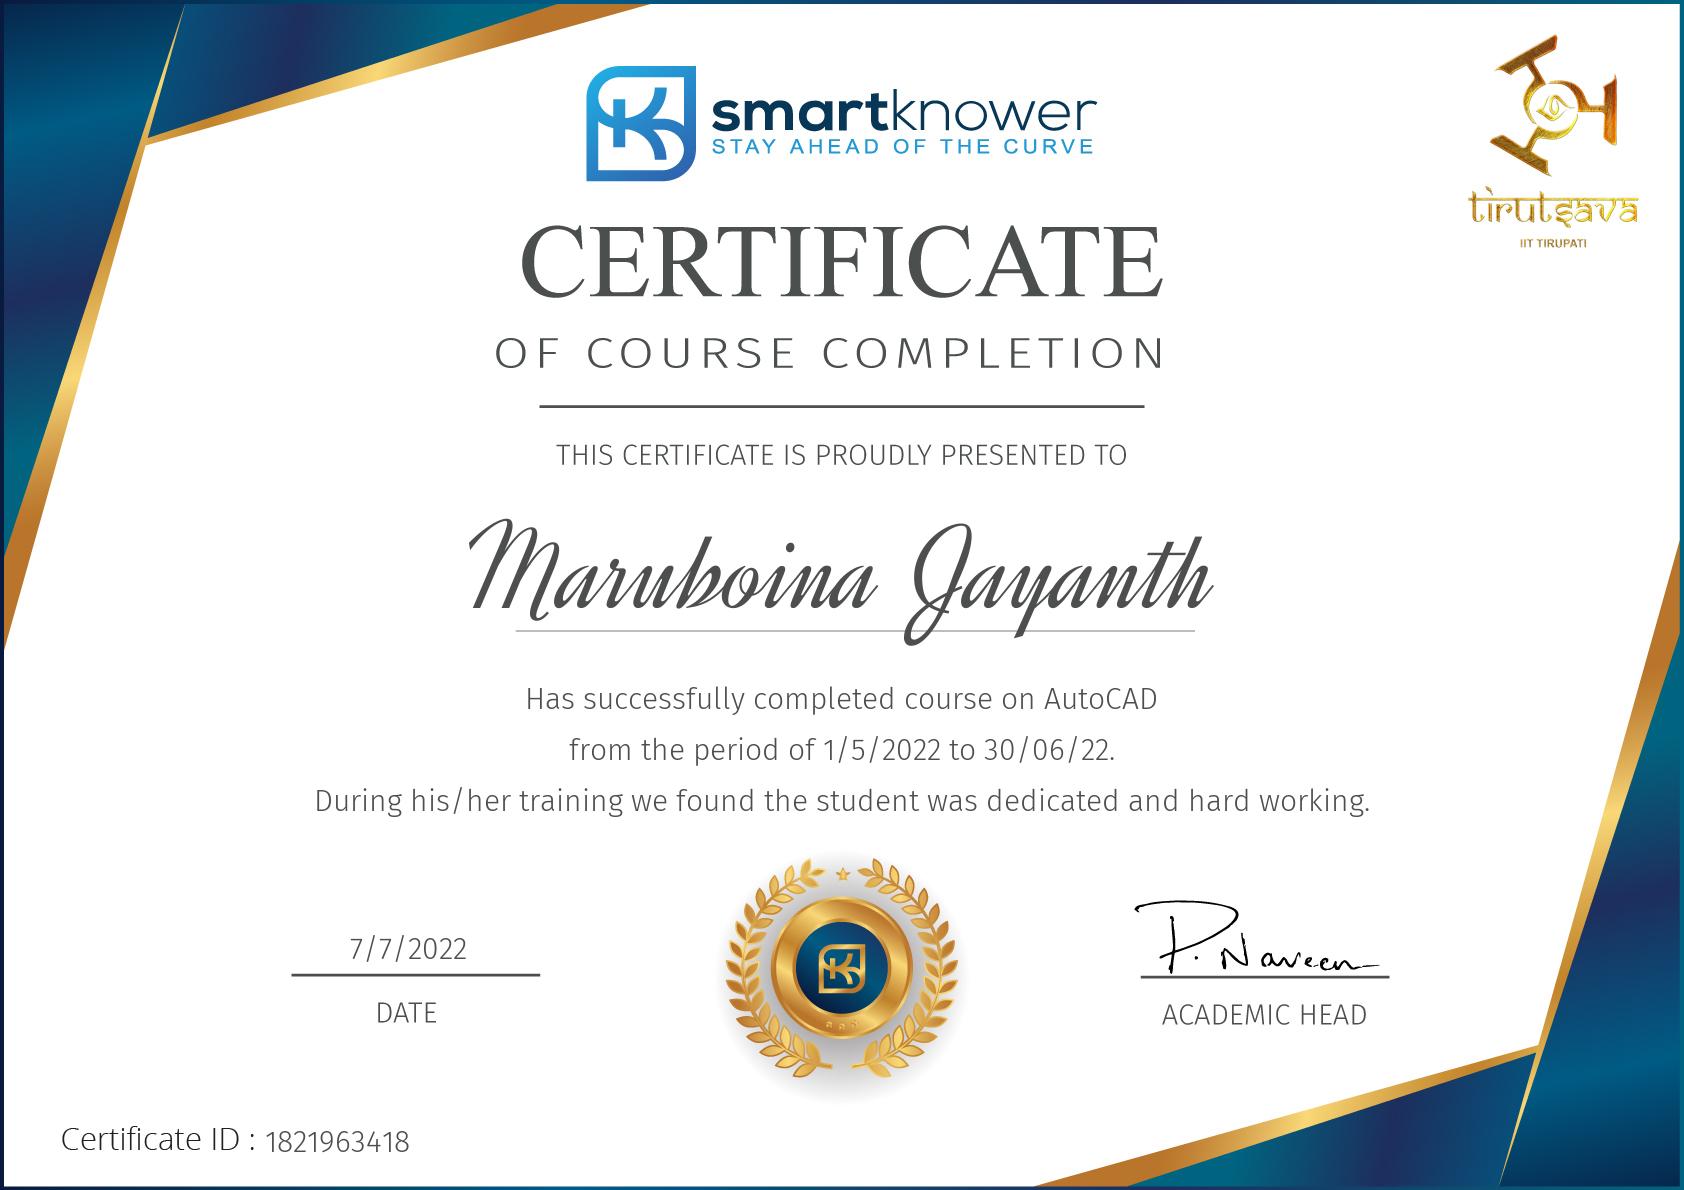 smartknower
STAY AHEAD OF THE CURVE
tirutsava
IIT TIRUPATI
CERTIFICATE
OF COURSE COMPLETION
THIS CERTIFICATE IS PROUDLY PRESENTED TO
Maruboina Jayanth
Has successfully completed course on AutoCAD
from the period of 1/5/2022 to 30/06/22.
During his/her training we found the student was dedicated and hard working.
7/7/2022
DATE
P. Naveen
ACADEMIC HEAD
Certificate ID : 1821963418